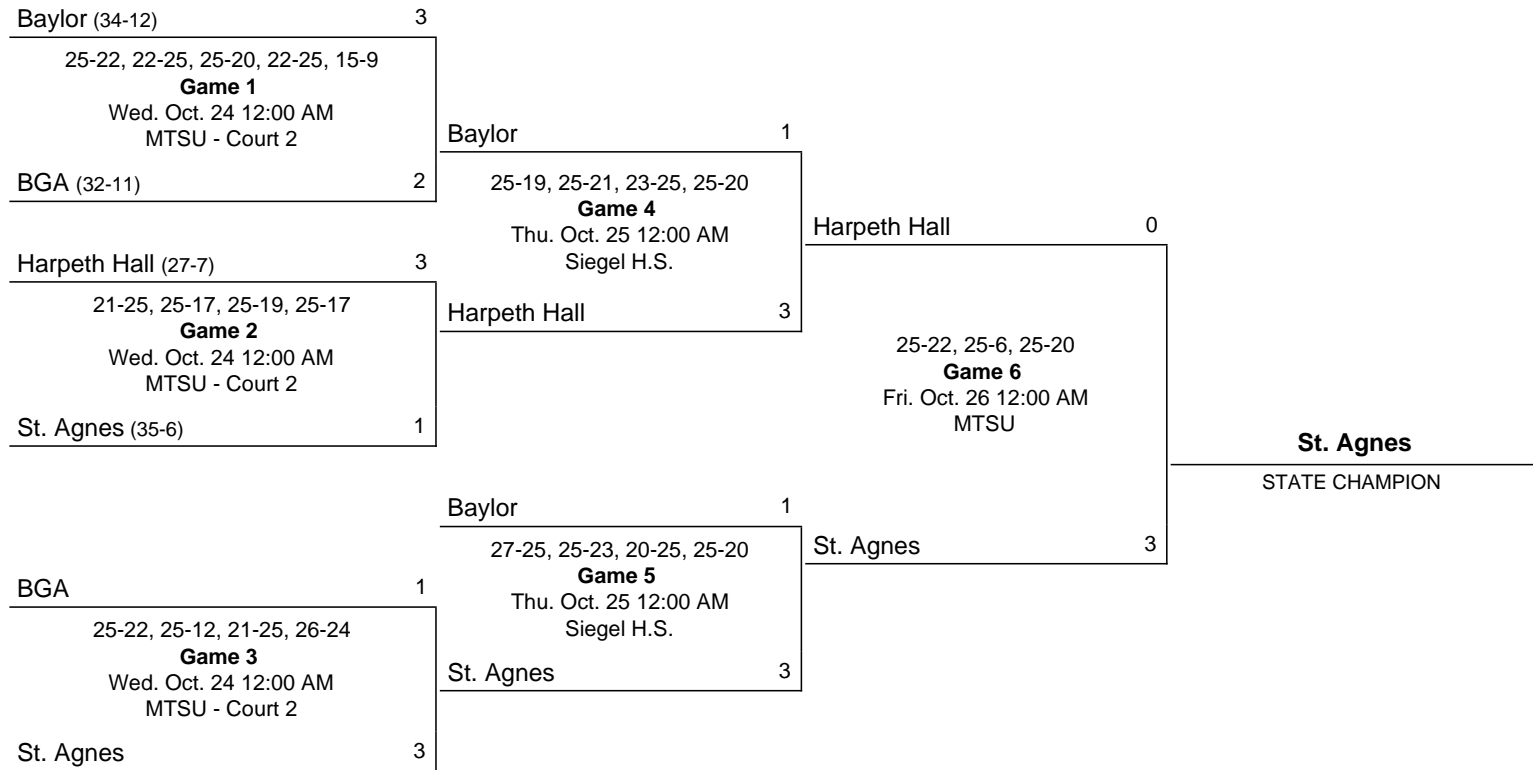 Baylor (34-12) 3
25-22, 22-25, 25-20, 22-25, 15-9
Game 1
Wed. Oct. 24 12:00 AM
MTSU - Court 2
BGA (32-11) 2
Harpeth Hall (27-7) 3
21-25, 25-17, 25-19, 25-17
Game 2
Wed. Oct. 24 12:00 AM
MTSU - Court 2
St. Agnes (35-6) 1
BGA 1
25-22, 25-12, 21-25, 26-24
Game 3
Wed. Oct. 24 12:00 AM
MTSU - Court 2
St. Agnes 3
Baylor 1
25-19, 25-21, 23-25, 25-20
Game 4
Thu. Oct. 25 12:00 AM
Siegel H.S.
Harpeth Hall 3
Baylor 1
27-25, 25-23, 20-25, 25-20
Game 5
Thu. Oct. 25 12:00 AM
Siegel H.S.
St. Agnes 3
Harpeth Hall 0
25-22, 25-6, 25-20
Game 6
Fri. Oct. 26 12:00 AM
MTSU
St. Agnes 3
St. Agnes
STATE CHAMPION